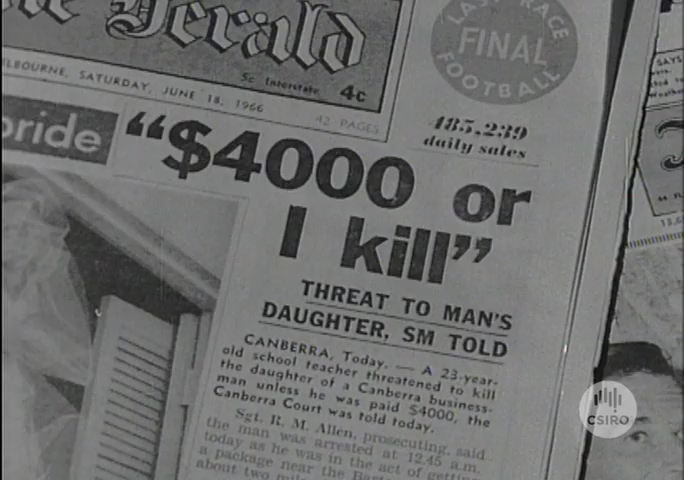 Herald
5c Interstate 4c
LBOURNE, SATURDAY, JUNE 18, 1966
42 PAGES
LAST RACE
FINAL
FOOTBALL
485,239
daily sales
SAYS
oride
"$4000 or
I kill"
THREAT TO MAN'S
DAUGHTER, SM TOLD
CANBERRA, Today. — A 23-year-
old school teacher threatened to kill
the daughter of a Canberra business-
man unless he was paid $4000, the
Canberra Court was told today.
Sgt. R. M. Allen, prosecuting, said
the man was arrested at 12.45 a.m.
today as he was in the act of getting
a package near the
about two
CSIRO